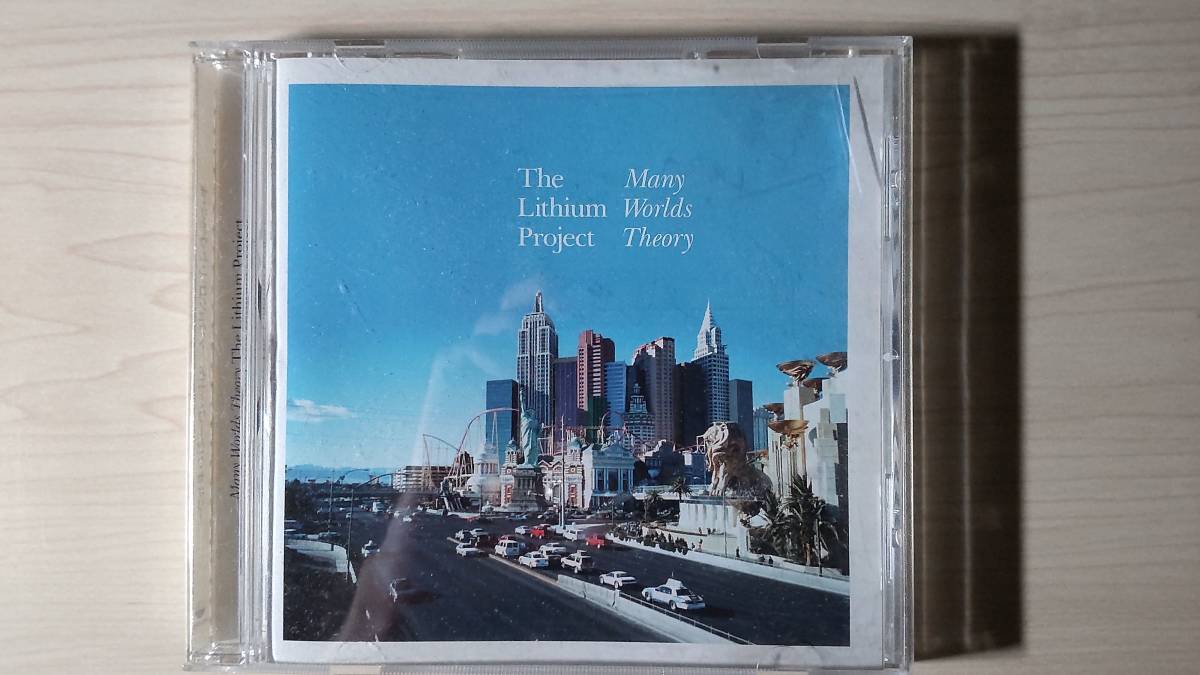 The
Lithium
Project
Many
Worlds
Theory
Many Worlds Theory The Lithium Project